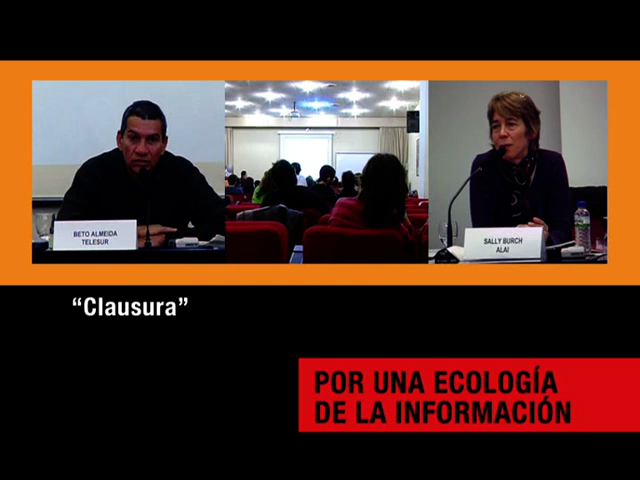 BETO ALMEIDA
TELESUR
SALLY BURCH
ALAI
“Clausura”
POR UNA ECOLOGÍA
DE LA INFORMACIÓN